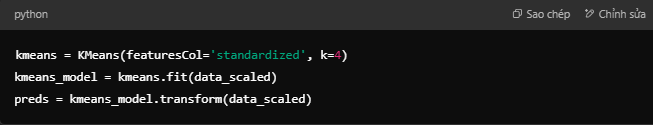 python
Sao chép
Chỉnh sửa
kmeans = KMeans(featuresCol='standardized', k=4)
kmeans_model = kmeans.fit(data_scaled)
preds = kmeans_model.transform(data_scaled)